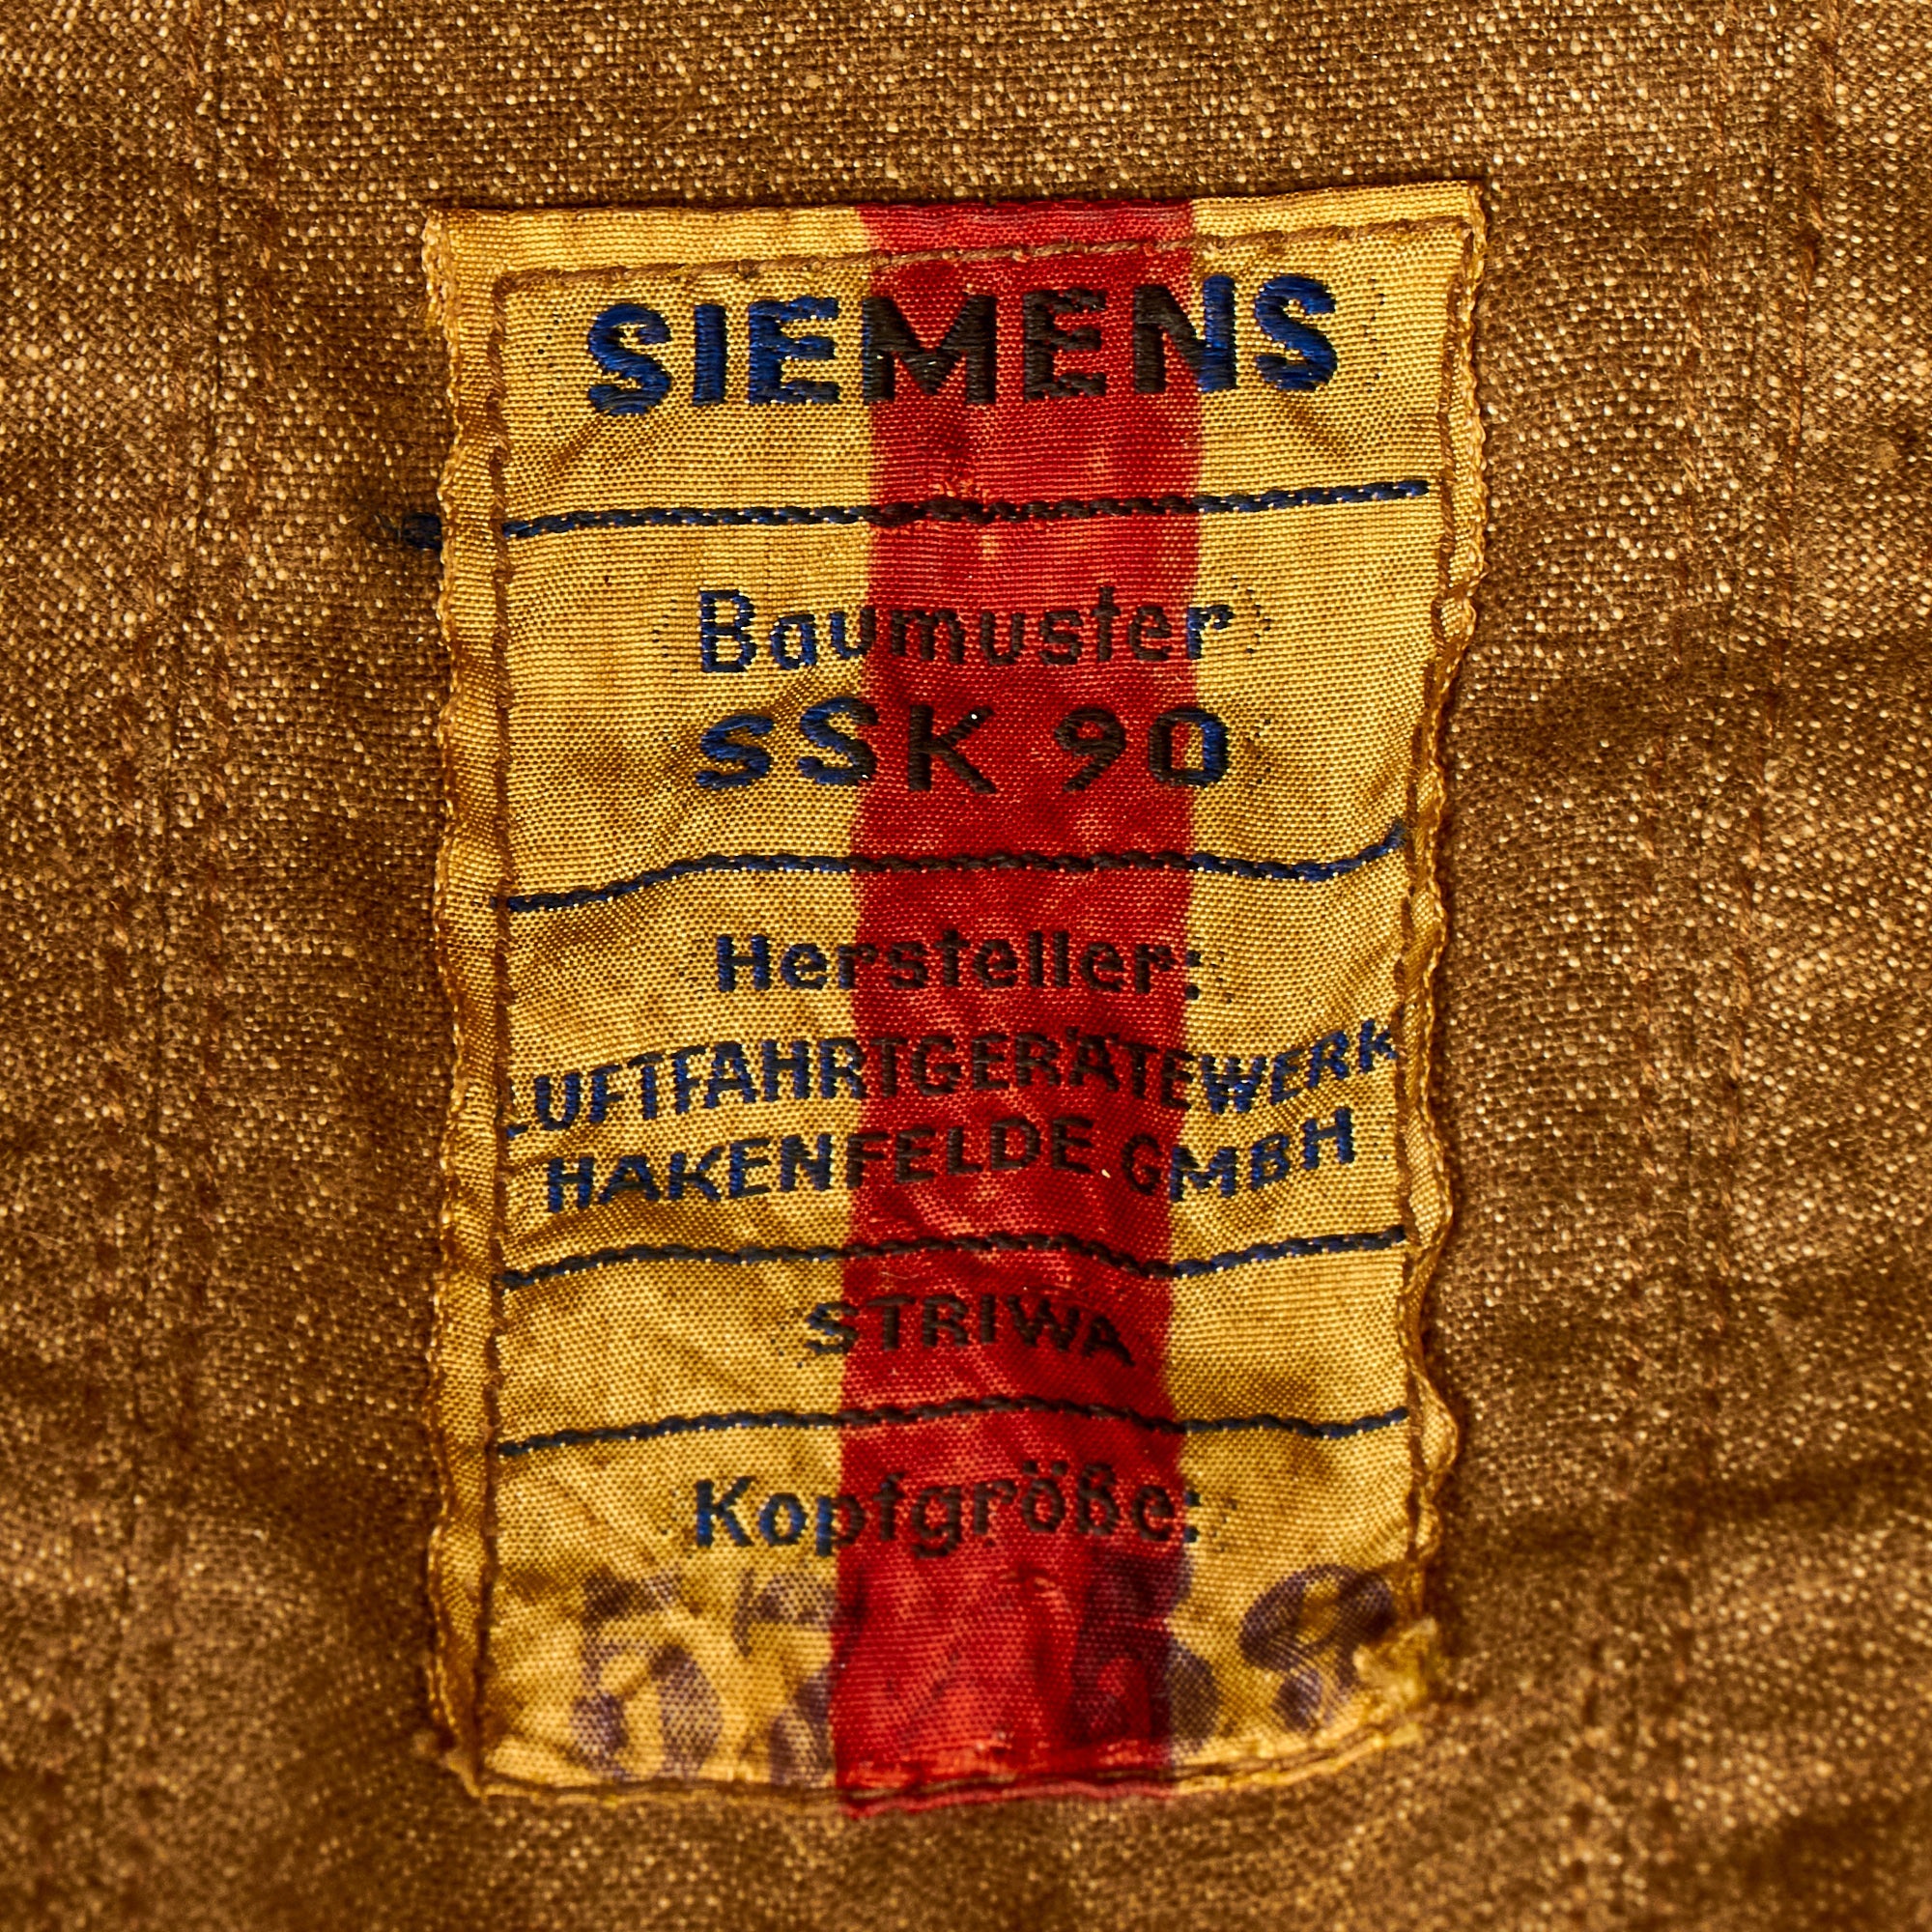 SIEMENS
Baumuster
sSK 90
Hersteller:
LUFTFAHRTGERÄTEWERK
HAKENFELDE GMBH
STRIWA
Kopfgröße: